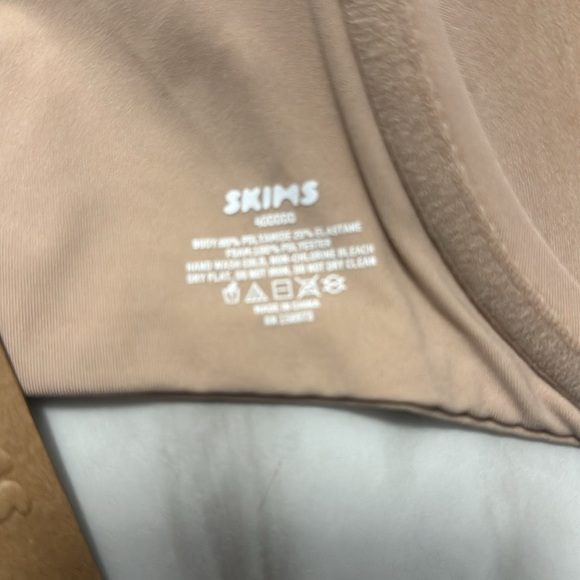 SKIMS
BODY: 80% POLYAMIDE 20% ELASTANE
FOAM: 100% POLYESTER
HAND WASH COLD. NON-CHLORINE BLEACH
DRY FLAT. DO NOT IRON. DO NOT DRY CLEAN
MADE IN CHINA